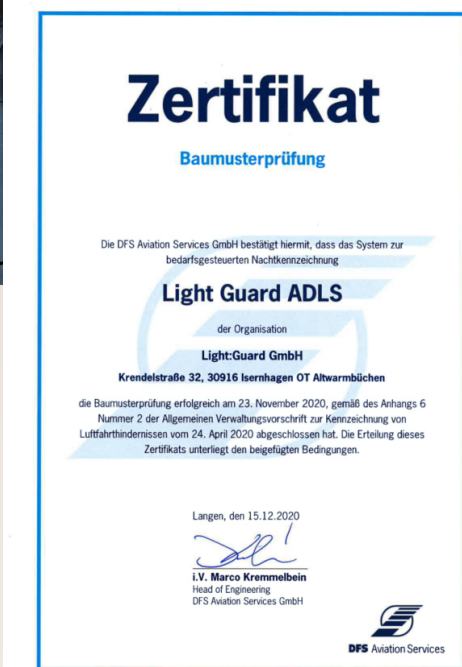 Zertifikat
Baumusterprüfung
Die DFS Aviation Services GmbH bestätigt hiermit, dass das System zur
bedarfsgesteuerten Nachtkennzeichnung
Light Guard ADLS
der Organisation
Light:Guard GmbH
Krendelstraße 32, 30916 Isernhagen OT Altwarmbüchen
die Baumusterprüfung erfolgreich am 23. November 2020, gemäß des Anhangs 6
Nummer 2 der Allgemeinen Verwaltungsvorschrift zur Kennzeichnung von
Luftfahrthindernissen vom 24. April 2020 abgeschlossen hat. Die Erteilung dieses
Zertifikats unterliegt den beigefügten Bedingungen.
Langen, den 15.12.2020
i.V. Marco Kremmelbein
Head of Engineering
DFS Aviation Services GmbH
DFS Aviation Services